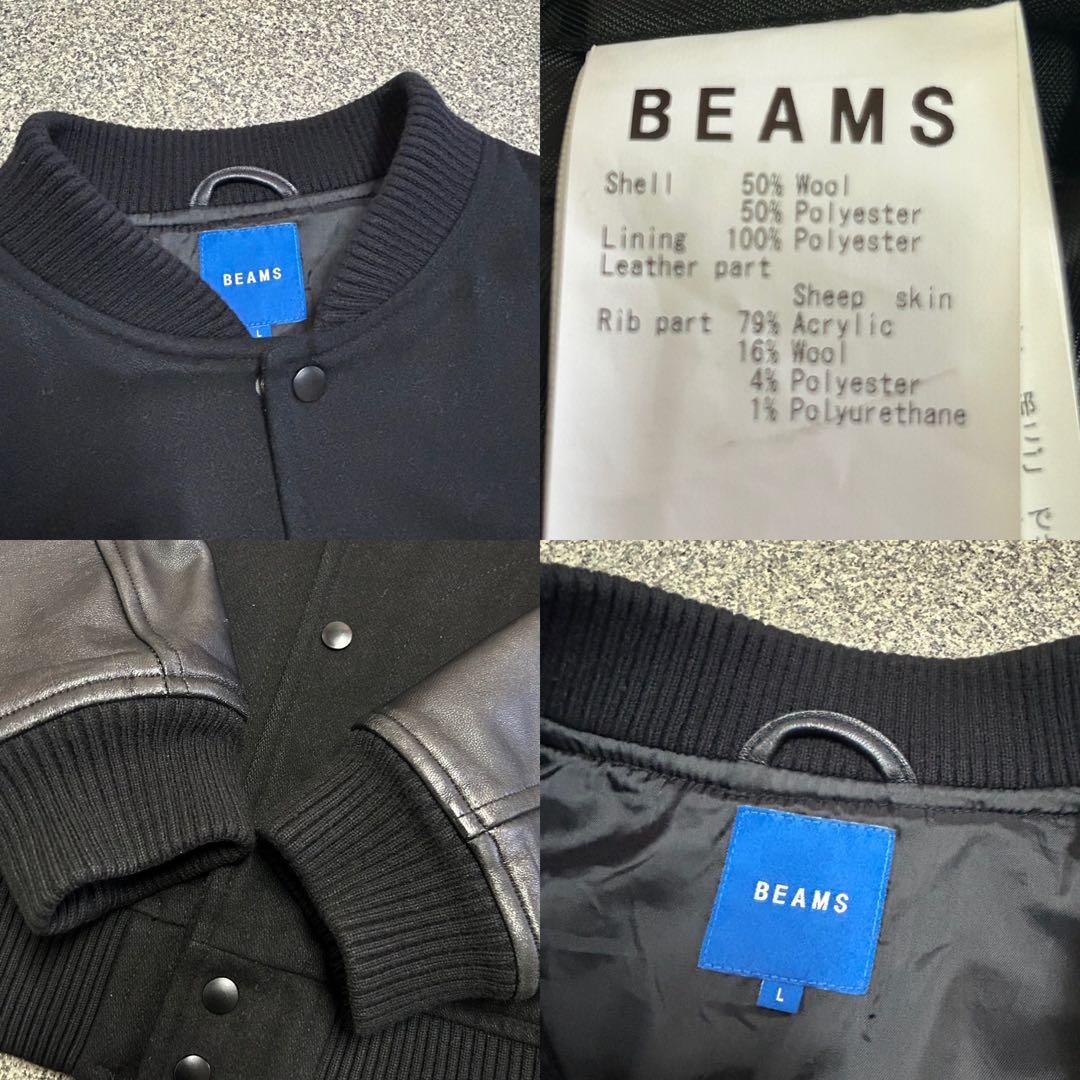 BEAMS
L
BEAMS
Shell 50% Wool
50% Polyester
Lining 100% Polyester
Leather part
Sheep skin
Rib part 79% Acrylic
16% Wool
4% Polyester
1% Polyurethane
BEAMS
L